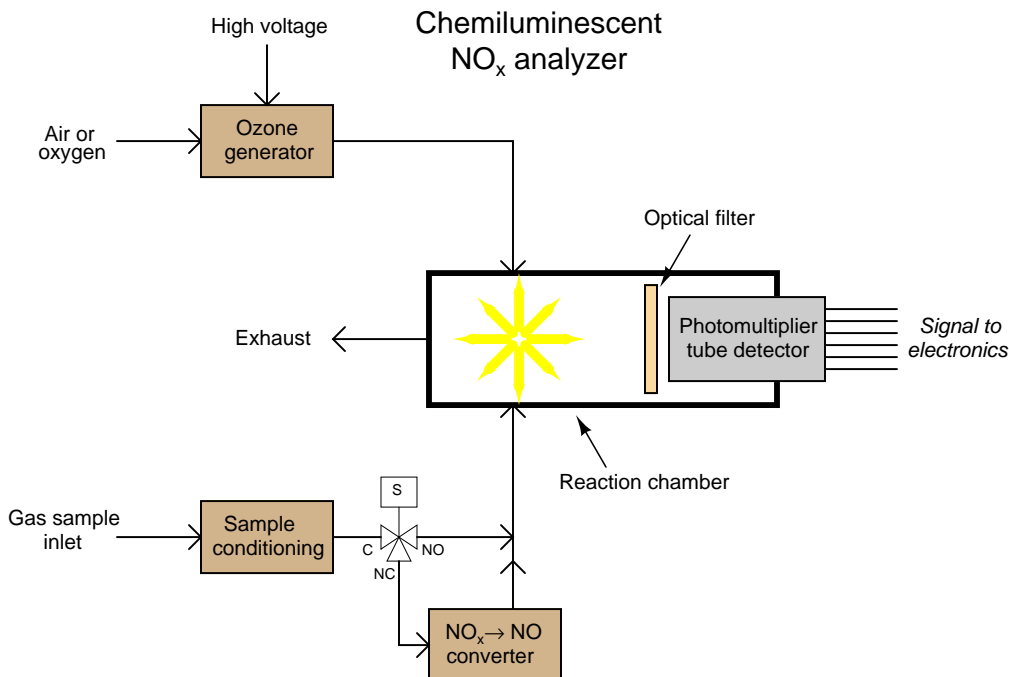 Chemiluminescent
NOx analyzer
High voltage
Air or
oxygen
Ozone
generator
Optical filter
Exhaust
Photomultiplier
tube detector
Signal to
electronics
Reaction chamber
Gas sample
inlet
Sample
conditioning
S
C
NO
NC
NOx→ NO
converter